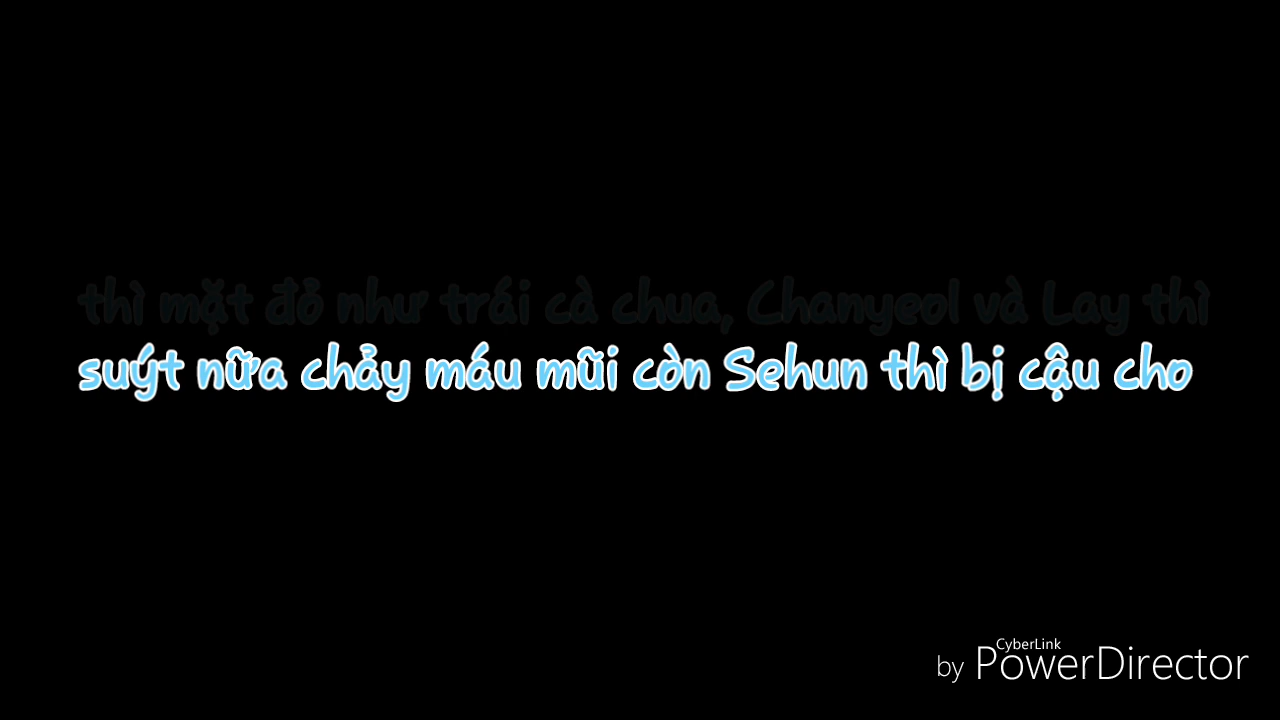 thì mặt đỏ như trái cà chua, Chanyeol và Lay thì
suýt nữa chảy máu mũi còn Sehun thì bị cậu cho
CyberLink
by PowerDirector